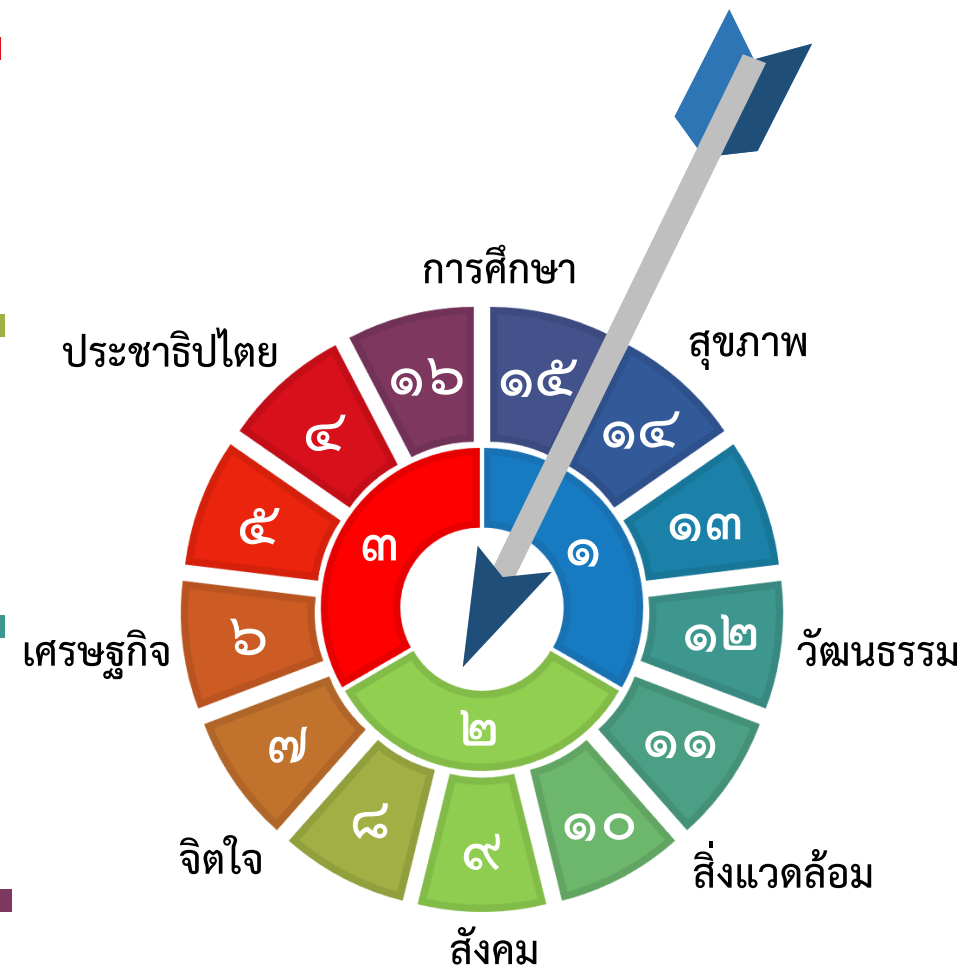 การศึกษา
สุขภาพ
ประชาธิปไตย
๑๖
๑๕
๔
๑๔
๕
๓
๑
๑๓
๖
๑๒
เศรษฐกิจ
วัฒนธรรม
๗
๒
๑๑
๘
๙
๑๐
จิตใจ
สิ่งแวดล้อม
สังคม